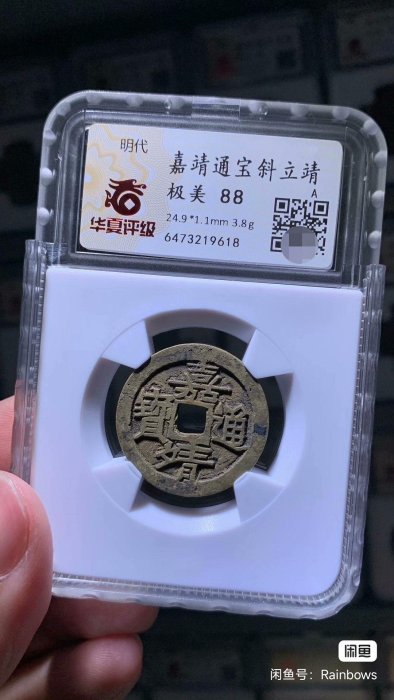 明代
华夏评级
嘉靖通宝斜立靖
极美 88
A
24.9*1.1mm 3.8g
6473219618
嘉
寶 通
靖
闲鱼
闲鱼号：Rainbows